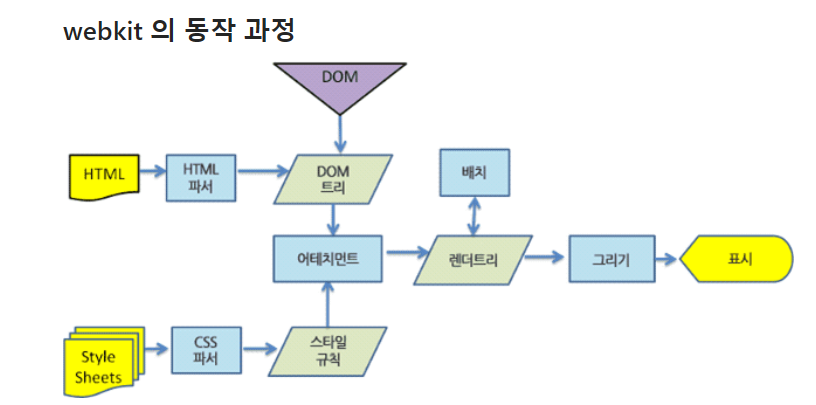 webkit 의 동작 과정
DOM
HTML
HTML
파서
DOM
트리
배치
어테치먼트
렌더트리
그리기
표시
Style
Sheets
CSS
파서
스타일
규칙